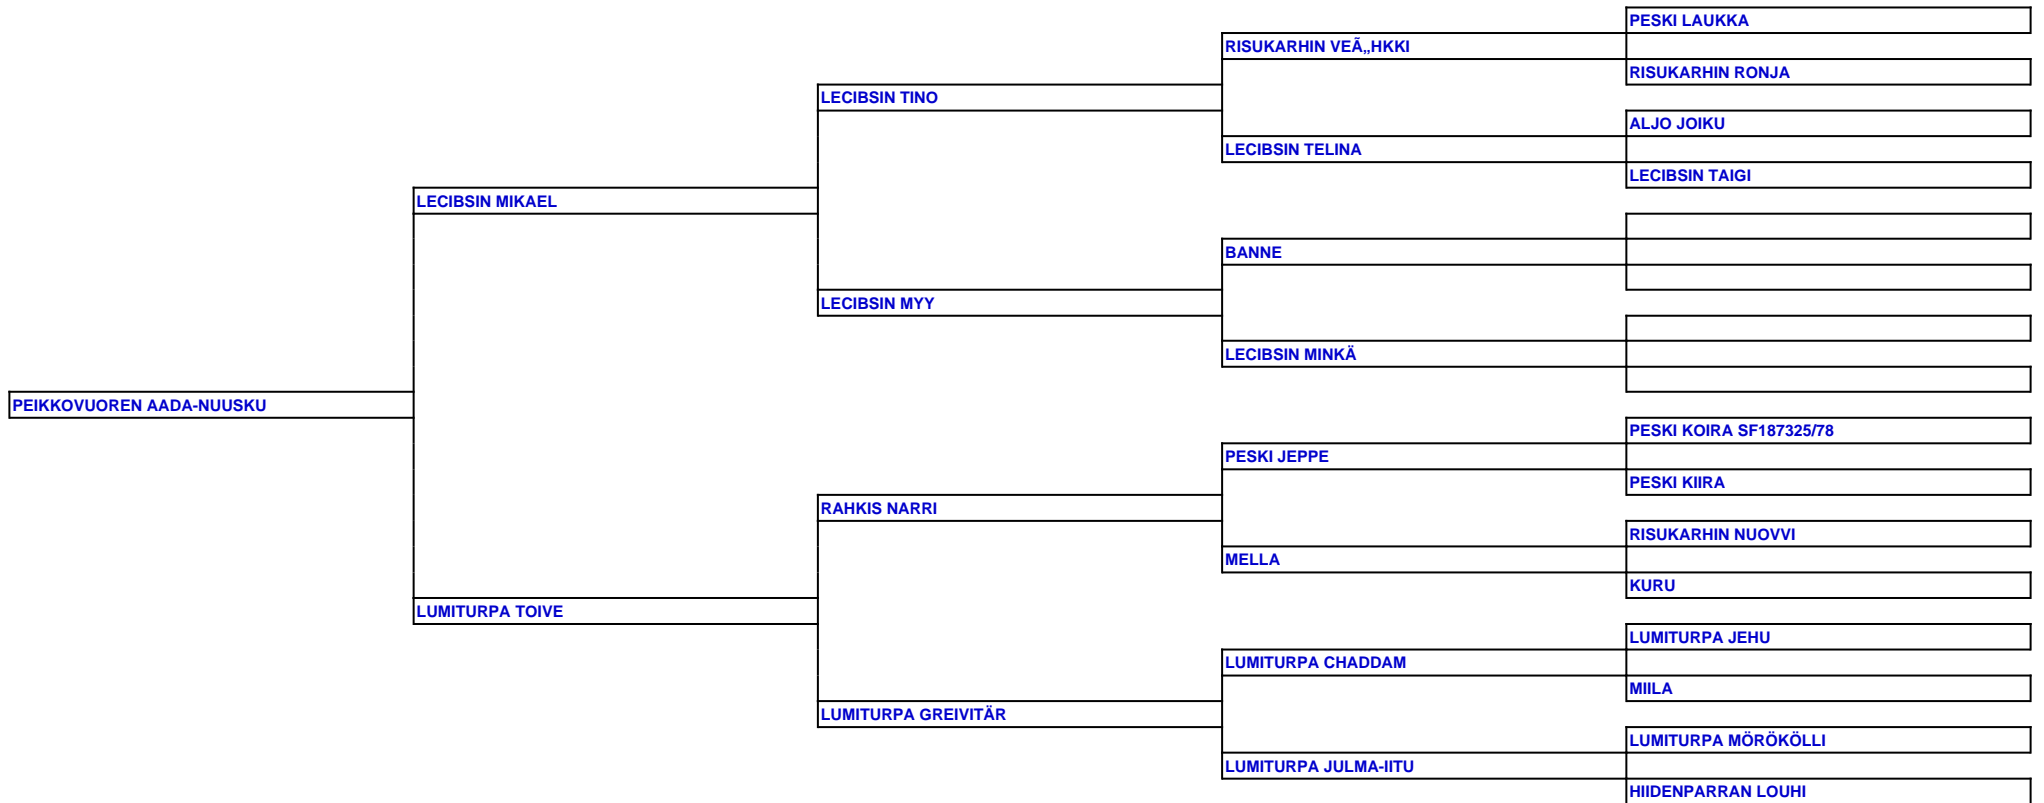 PESKI LAUKKA
RISUKARHIN VEÃ„HKKI
RISUKARHIN RONJA
LECIBSIN TINO
ALJO JOIKU
LECIBSIN TELINA
LECIBSIN TAIGI
LECIBSIN MIKAEL
BANNE
LECIBSIN MYY
LECIBSIN MINKÄ
PEIKKOVUOREN AADA-NUUSKU
PESKI KOIRA SF187325/78
PESKI JEPPE
PESKI KIIRA
RAHKIS NARRI
RISUKARHIN NUOVVI
MELLA
KURU
LUMITURPA TOIVE
LUMITURPA JEHU
LUMITURPA CHADDAM
MIILA
LUMITURPA GREIVITÄR
LUMITURPA MÖRÖKÖLLI
LUMITURPA JULMA-IITU
HIIDENPARRAN LOUHI